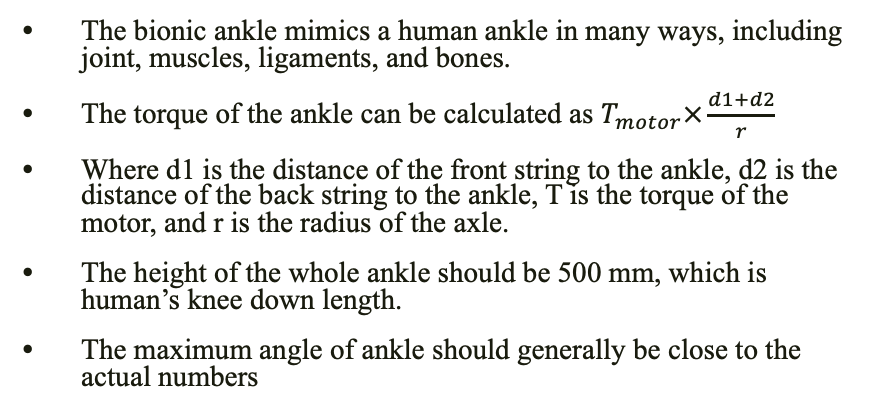 • The bionic ankle mimics a human ankle in many ways, including
joint, muscles, ligaments, and bones.
• The torque of the ankle can be calculated as T_motor × (d1+d2)/r
• Where d1 is the distance of the front string to the ankle, d2 is the
distance of the back string to the ankle, T is the torque of the
motor, and r is the radius of the axle.
• The height of the whole ankle should be 500 mm, which is
human’s knee down length.
• The maximum angle of ankle should generally be close to the
actual numbers